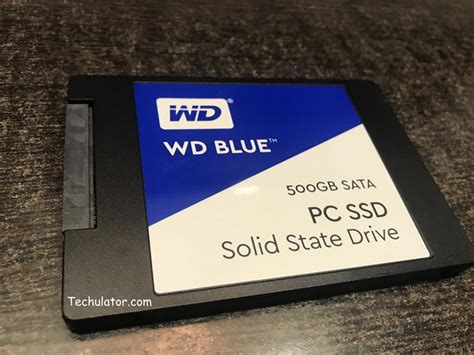 WD
WD BLUE™
500GB SATA
PC SSD
Solid State Drive
Techulator.com